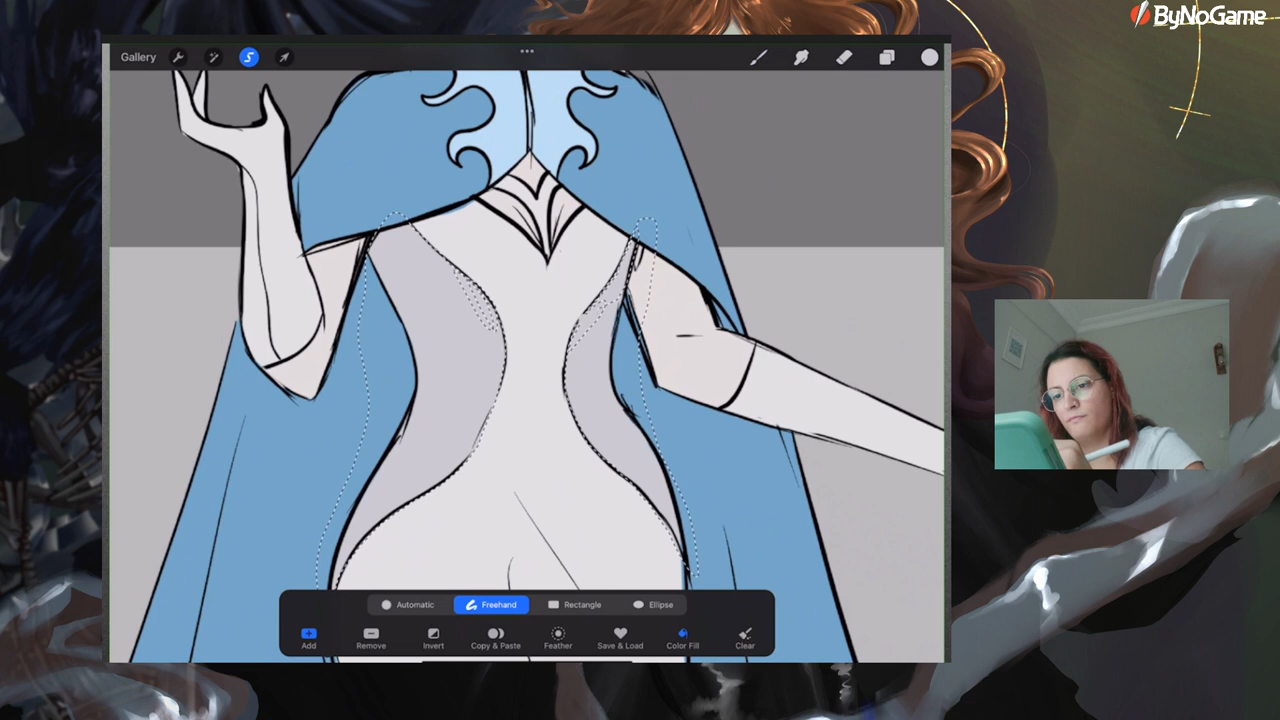 ByNoGame
Gallery
Automatic Freehand Rectangle Ellipse
Add Remove Invert Copy & Paste Feather Save & Load Color Fill Clear